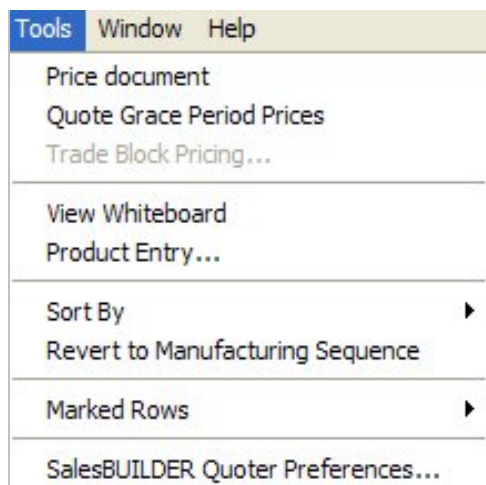 Tools Window Help
Price document
Quote Grace Period Prices
Trade Block Pricing...
View Whiteboard
Product Entry...
Sort By
Revert to Manufacturing Sequence
Marked Rows
SalesBUILDER Quoter Preferences...